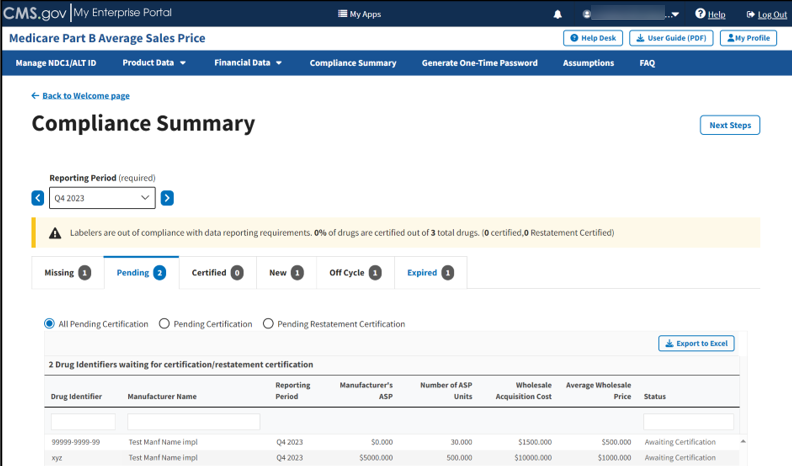 CMS.gov My Enterprise Portal My Apps ... Help Log Out
Medicare Part B Average Sales Price Help Desk User Guide (PDF) My Profile
Manage NDC1/ALT ID Product Data Financial Data Compliance Summary Generate One-Time Password Assumptions FAQ
Back to Welcome page
Compliance Summary
Next Steps
Reporting Period (required)
Q4 2023
Labelers are out of compliance with data reporting requirements. 0% of drugs are certified out of 3 total drugs. (0 certified,0 Restatement Certified)
Missing 1 Pending 2 Certified 0 New 1 Off Cycle 1 Expired 1
All Pending Certification Pending Certification Pending Restatement Certification
Export to Excel
2 Drug Identifiers waiting for certification/restatement certification
Reporting Manufacturer's Number of ASP Wholesale Average Wholesale
Drug Identifier Manufacturer Name Period ASP Units Acquisition Cost Price Status
99999-9999-99 Test Manf Name impl Q4 2023 $0.000 30.000 $1500.000 $500.000 Awaiting Certification
xyz Test Manf Name impl Q4 2023 $5000.000 500.000 $10000.000 $1000.000 Awaiting Certification